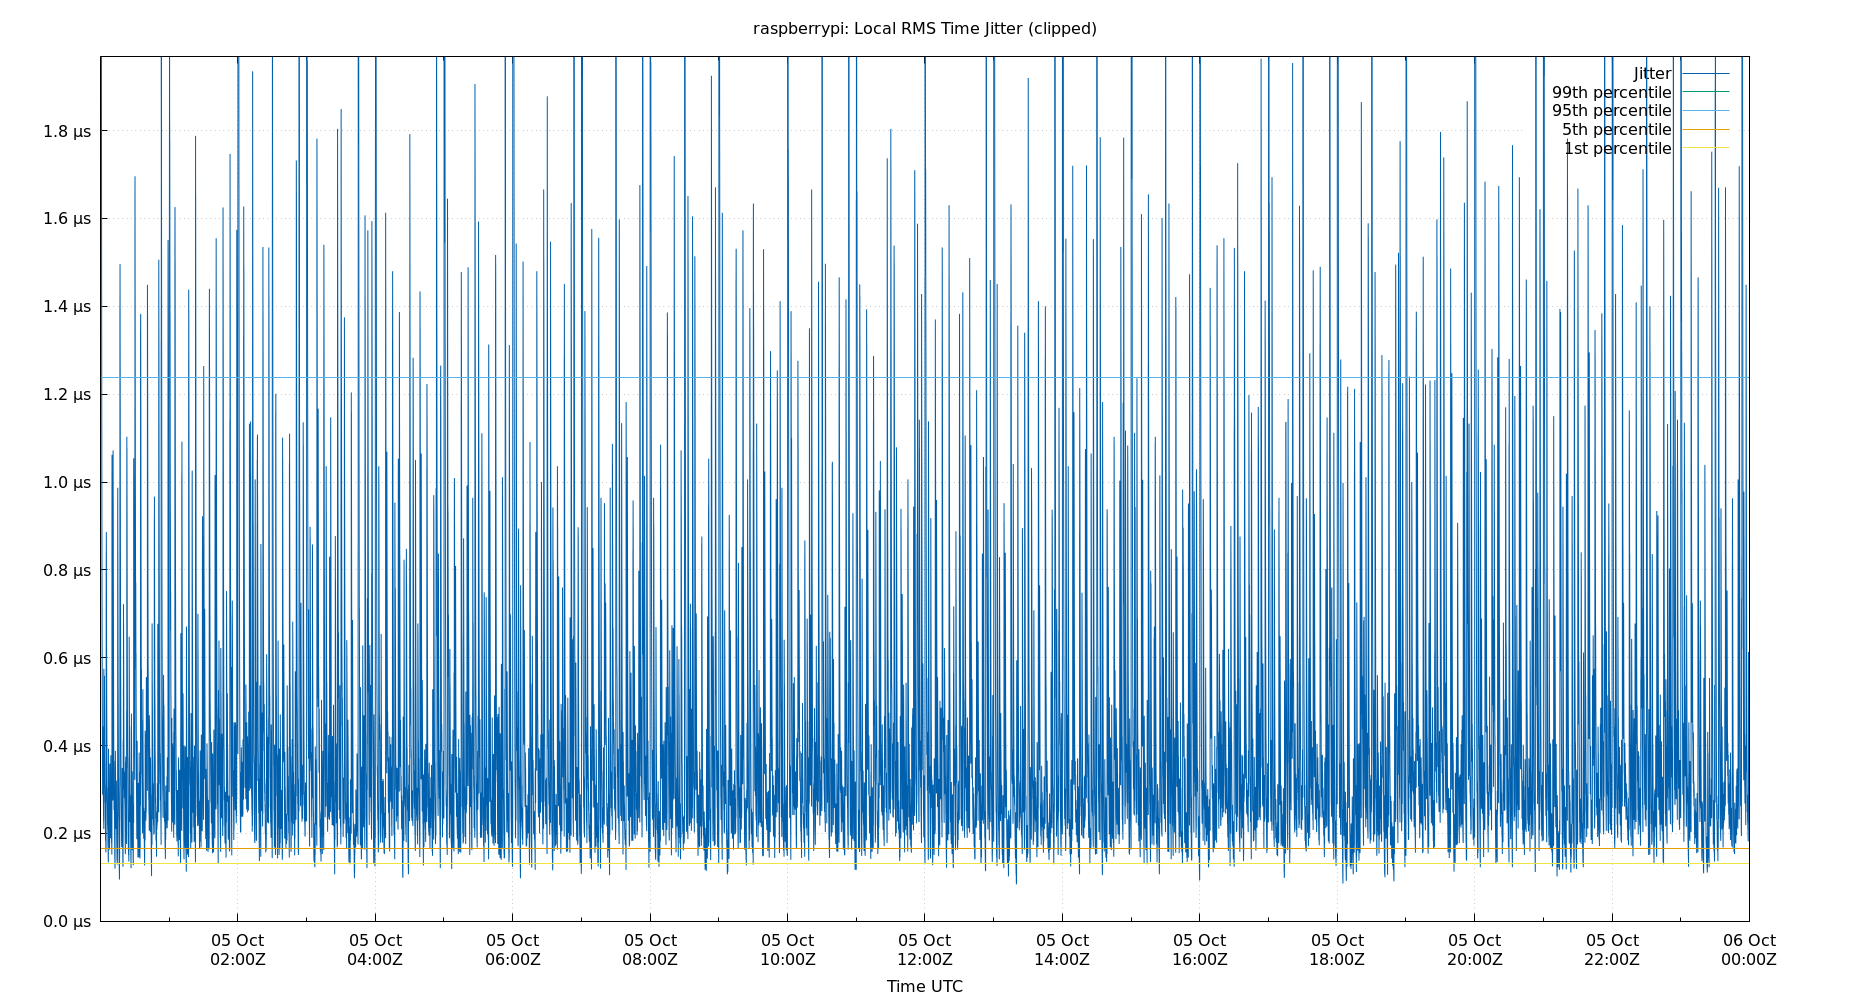 raspberrypi: Local RMS Time Jitter (clipped)
Jitter
99th percentile
95th percentile
5th percentile
1st percentile
1.8 µs
1.6 µs
1.4 µs
1.2 µs
1.0 µs
0.8 µs
0.6 µs
0.4 µs
0.2 µs
0.0 µs
05 Oct 05 Oct 05 Oct 05 Oct 05 Oct 05 Oct 05 Oct 05 Oct 05 Oct 05 Oct 05 Oct 06 Oct
02:00Z 04:00Z 06:00Z 08:00Z 10:00Z 12:00Z 14:00Z 16:00Z 18:00Z 20:00Z 22:00Z 00:00Z
Time UTC